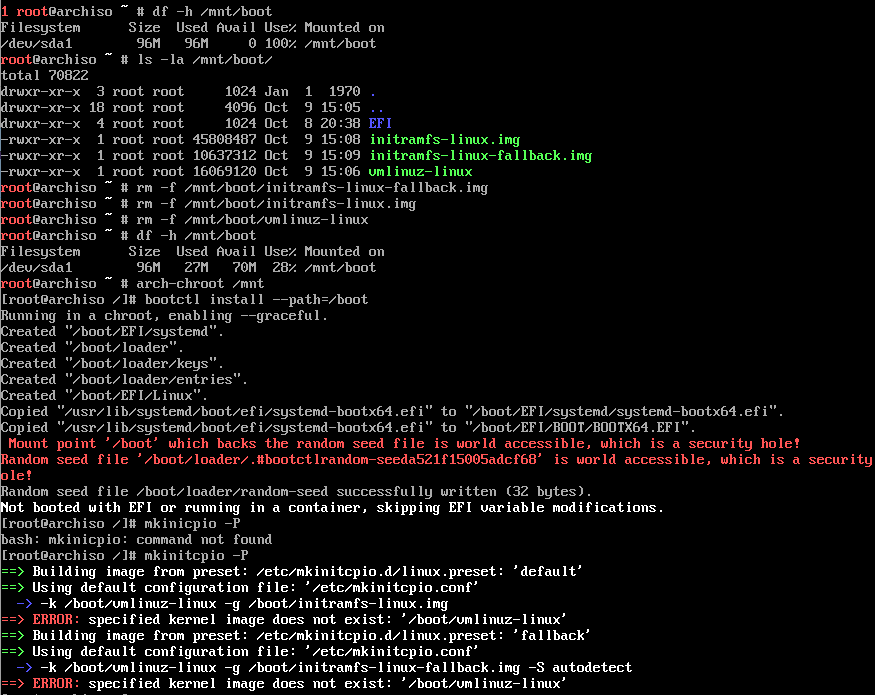 1 root@archiso ~ # df -h /mnt/boot
Filesystem      Size  Used Avail Use% Mounted on
/dev/sda1        96M   96M     0 100% /mnt/boot
root@archiso ~ # ls -la /mnt/boot/
total 70822
drwxr-xr-x  3 root root     1024 Jan  1  1970 .
drwxr-xr-x 18 root root     4096 Oct  9 15:05 ..
drwxr-xr-x  4 root root     1024 Oct  8 20:38 EFI
-rwxr-xr-x  1 root root 45808487 Oct  9 15:08 initramfs-linux.img
-rwxr-xr-x  1 root root 10637312 Oct  9 15:09 initramfs-linux-fallback.img
-rwxr-xr-x  1 root root 16069120 Oct  9 15:06 vmlinuz-linux
root@archiso ~ # rm -f /mnt/boot/initramfs-linux-fallback.img
root@archiso ~ # rm -f /mnt/boot/initramfs-linux.img
root@archiso ~ # rm -f /mnt/boot/vmlinuz-linux
root@archiso ~ # df -h /mnt/boot
Filesystem      Size  Used Avail Use% Mounted on
/dev/sda1        96M   27M   70M  28% /mnt/boot
root@archiso ~ # arch-chroot /mnt
[root@archiso /]# bootctl install --path=/boot
Running in a chroot, enabling --graceful.
Created "/boot/EFI/systemd".
Created "/boot/loader".
Created "/boot/loader/keys".
Created "/boot/loader/entries".
Created "/boot/EFI/Linux".
Copied "/usr/lib/systemd/boot/efi/systemd-bootx64.efi" to "/boot/EFI/systemd/systemd-bootx64.efi".
Copied "/usr/lib/systemd/boot/efi/systemd-bootx64.efi" to "/boot/EFI/BOOT/BOOTX64.EFI".
 Mount point '/boot' which backs the random seed file is world accessible, which is a security hole!
Random seed file '/boot/loader/.#bootctlrandom-seeda521f15005adcf68' is world accessible, which is a security
ole!
Random seed file /boot/loader/random-seed successfully written (32 bytes).
Not booted with EFI or running in a container, skipping EFI variable modifications.
[root@archiso /]# mkinicpio -P
bash: mkinicpio: command not found
[root@archiso /]# mkinitcpio -P
==> Building image from preset: /etc/mkinitcpio.d/linux.preset: 'default'
==> Using default configuration file: '/etc/mkinitcpio.conf'
  -> -k /boot/vmlinuz-linux -g /boot/initramfs-linux.img
==> ERROR: specified kernel image does not exist: '/boot/vmlinuz-linux'
==> Building image from preset: /etc/mkinitcpio.d/linux.preset: 'fallback'
==> Using default configuration file: '/etc/mkinitcpio.conf'
  -> -k /boot/vmlinuz-linux -g /boot/initramfs-linux-fallback.img -S autodetect
==> ERROR: specified kernel image does not exist: '/boot/vmlinuz-linux'